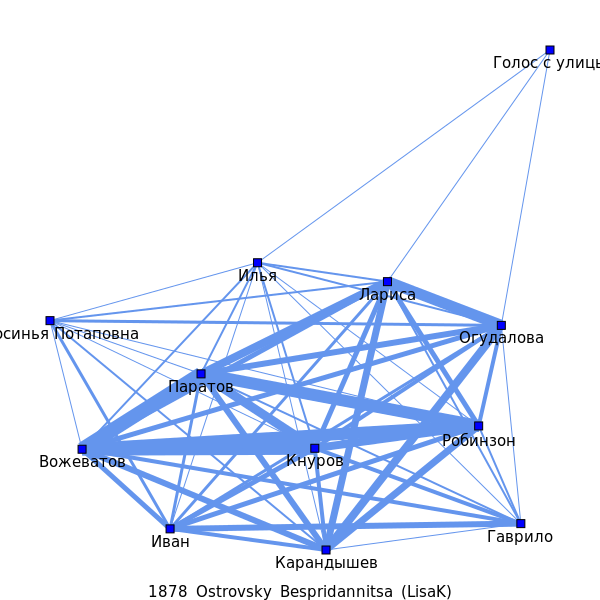 Голос с улицы
Илья
Лариса
осинья Потаповна
Огудалова
Паратов
Робинзон
Вожеватов
Кнуров
Иван
Гаврило
Карандышев
1878 Ostrovsky Bespridannitsa (LisaK)